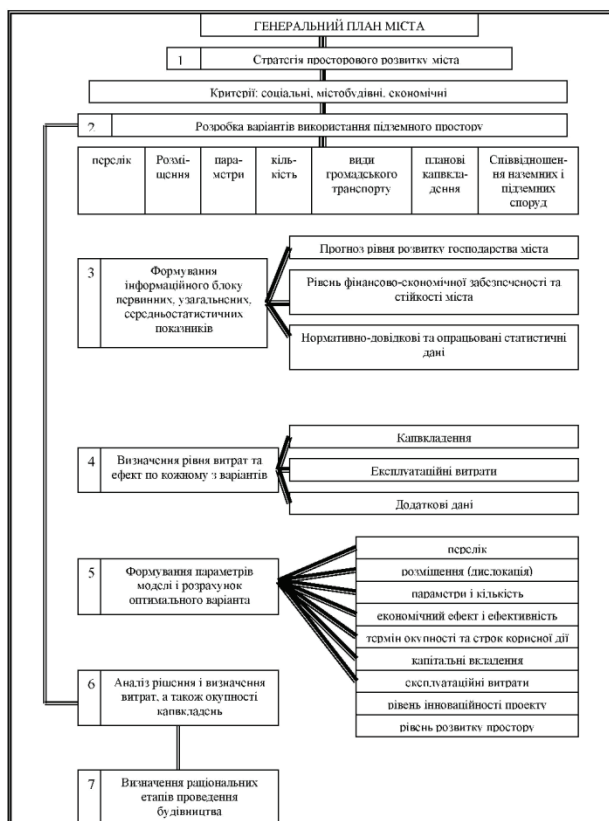 ГЕНЕРАЛЬНИЙ ПЛАН МІСТА
1 Стратегія просторового розвитку міста
Критерії: соціальні, містобудівні, економічні
2 Розробка варіантів використання підземного простору
перелік
Розмі-
щення
пара-
метри
кіль-
кість
види
громадського
транспорту
планові
капвкла-
дення
Співвідношен-
ня наземних і
підземних
споруд
3
Формування
інформаційного блоку
первинних, узагальнених,
середньостатистичних
показників
Прогноз рівня розвитку господарства міста
Рівень фінансово-економічної забезпеченості та
стійкості міста
Нормативно-довідкові та опрацьовані статистичні
дані
4
Визначення рівня витрат та
ефект по кожному з варіантів
Капвкладення
Експлуатаційні витрати
Додаткові дані
5
Формування параметрів
моделі і розрахунок
оптимального варіанта
перелік
розміщення (дислокація)
параметри і кількість
економічний ефект і ефективність
термін окупності та строк корисної дії
капітальні вкладення
експлуатаційні витрати
рівень інноваційності проекту
рівень розвитку простору
6
Аналіз рішення і визначення
витрат, а також окупності
капвкладень
7
Визначення раціональних
етапів проведення
будівництва